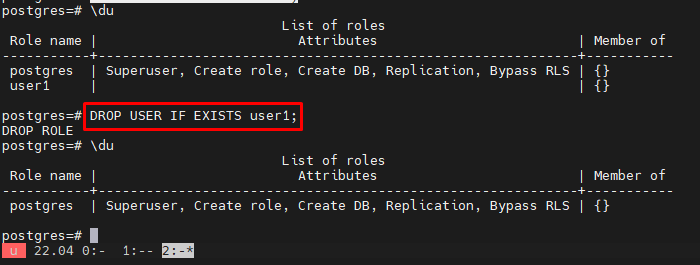 postgres=# \du
List of roles
Role name | Attributes | Member of
-----------+------------------------------------------------------------+-----------
postgres | Superuser, Create role, Create DB, Replication, Bypass RLS | {}
user1 | | {}
postgres=# DROP USER IF EXISTS user1;
DROP ROLE
postgres=# \du
List of roles
Role name | Attributes | Member of
-----------+------------------------------------------------------------+-----------
postgres | Superuser, Create role, Create DB, Replication, Bypass RLS | {}
postgres=#
u 22.04 0:- 1:-- 2:-*